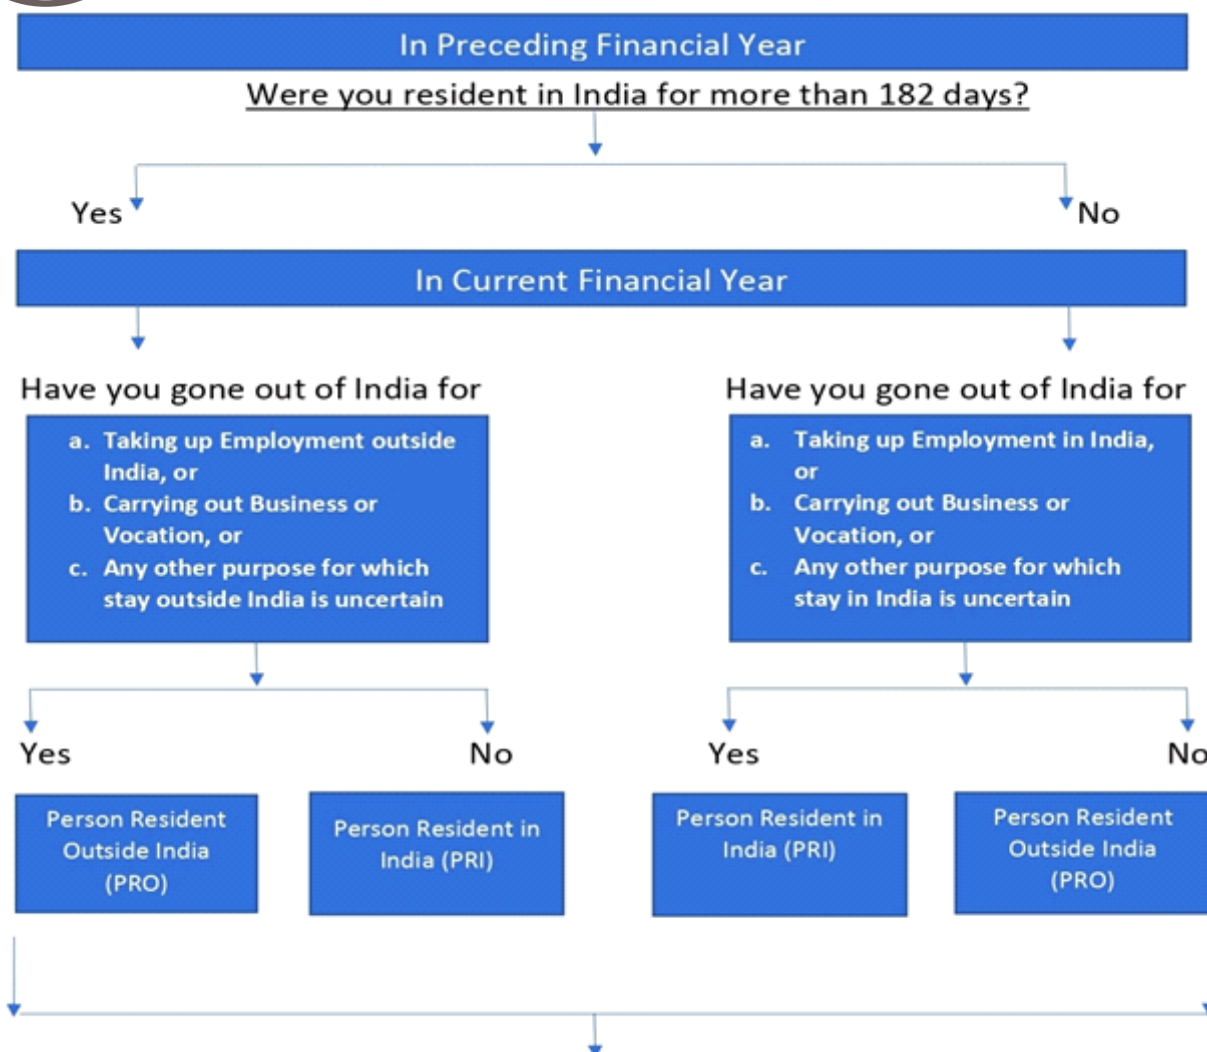 In Preceding Financial Year
Were you resident in India for more than 182 days?
Yes
No
In Current Financial Year
Have you gone out of India for
a. Taking up Employment outside
India, or
b. Carrying out Business or
Vocation, or
c. Any other purpose for which
stay outside India is uncertain
Have you gone out of India for
a. Taking up Employment in India,
or
b. Carrying out Business or
Vocation, or
c. Any other purpose for which
stay in India is uncertain
Yes
No
Yes
No
Person Resident
Outside India
(PRO)
Person Resident in
India (PRI)
Person Resident in
India (PRI)
Person Resident
Outside India
(PRO)